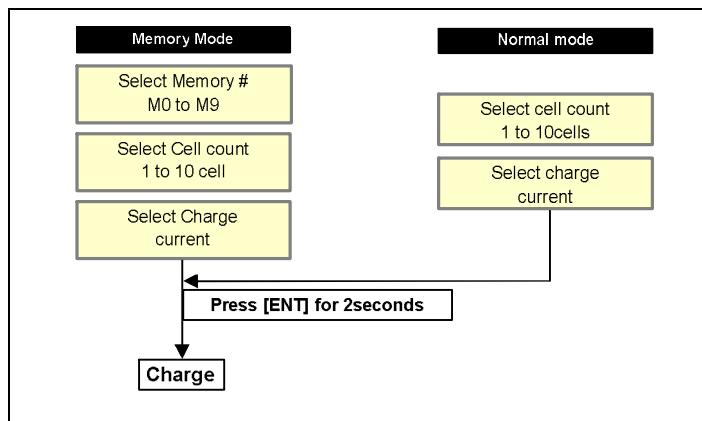 Memory Mode
Select Memory #
M0 to M9
Select Cell count
1 to 10 cell
Select Charge
current
Normal mode
Select cell count
1 to 10cells
Select charge
current
Press [ENT] for 2seconds
Charge